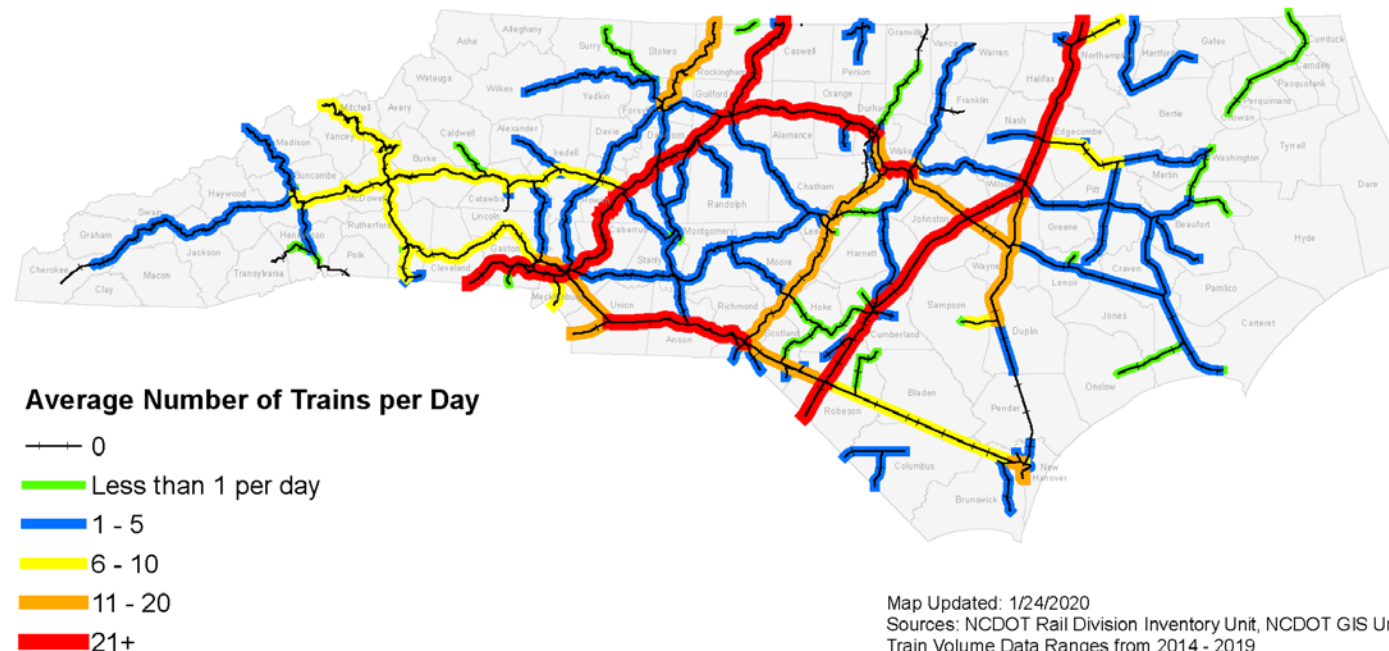 Ashe
Alleghany
Surry
Stokes
Rockingham
Caswell
Person
Granville
Vance
Warren
Halifax
Northampton
Hertford
Gates
Currituck
Camden
Pasquotank
Perquimans
Watauga
Wilkes
Yadkin
Forsyth
Guilford
Alamance
Orange
Durham
Franklin
Nash
Edgecombe
Bertie
Mitchell
Avery
Yancey
Caldwell
Alexander
Iredell
Davie
Davidson
Madison
Buncombe
McDowell
Burke
Catawba
Rowan
Randolph
Chatham
Wake
Wilson
Pitt
Martin
Washington
Tyrrell
Dare
Haywood
Swain
Graham
Jackson
Henderson
Rutherford
Lincoln
Cabarrus
Montgomery
Lee
Johnston
Greene
Beaufort
Hyde
Cherokee
Clay
Macon
Transylvania
Polk
Cleveland
Gaston
Mecklenburg
Stanly
Moore
Harnett
Wayne
Lenoir
Craven
Pamlico
Union
Anson
Richmond
Scotland
Hoke
Cumberland
Sampson
Duplin
Jones
Carteret
Onslow
Robeson
Bladen
Pender
Columbus
Brunswick
New
Hanover
Average Number of Trains per Day
0
Less than 1 per day
1 - 5
6 - 10
11 - 20
21+
Map Updated: 1/24/2020
Sources: NCDOT Rail Division Inventory Unit, NCDOT GIS Un
Train Volume Data Ranges from 2014 - 2019